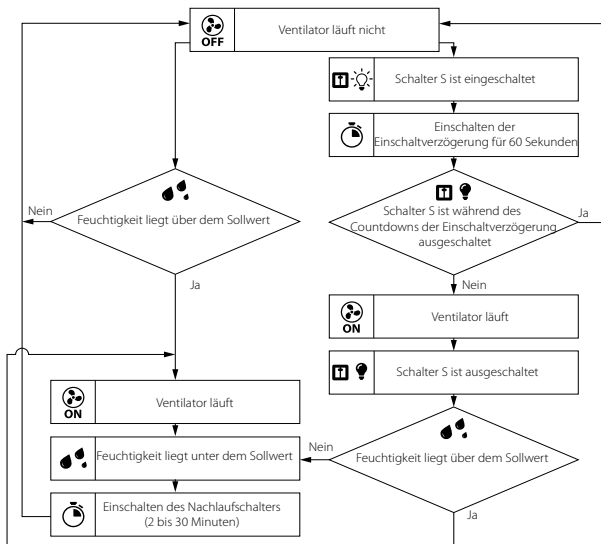 OFF
Ventilator läuft nicht
Schalter S ist eingeschaltet
Einschalten der
Einschaltverzögerung für 60 Sekunden
Nein
Feuchtigkeit liegt über dem Sollwert
Ja
Schalter S ist während des
Countdowns der Einschaltverzögerung
ausgeschaltet
Ja
Nein
ON
Ventilator läuft
Schalter S ist ausgeschaltet
ON
Ventilator läuft
Feuchtigkeit liegt unter dem Sollwert
Nein
Feuchtigkeit liegt über dem Sollwert
Ja
Einschalten des Nachlaufschalters
(2 bis 30 Minuten)